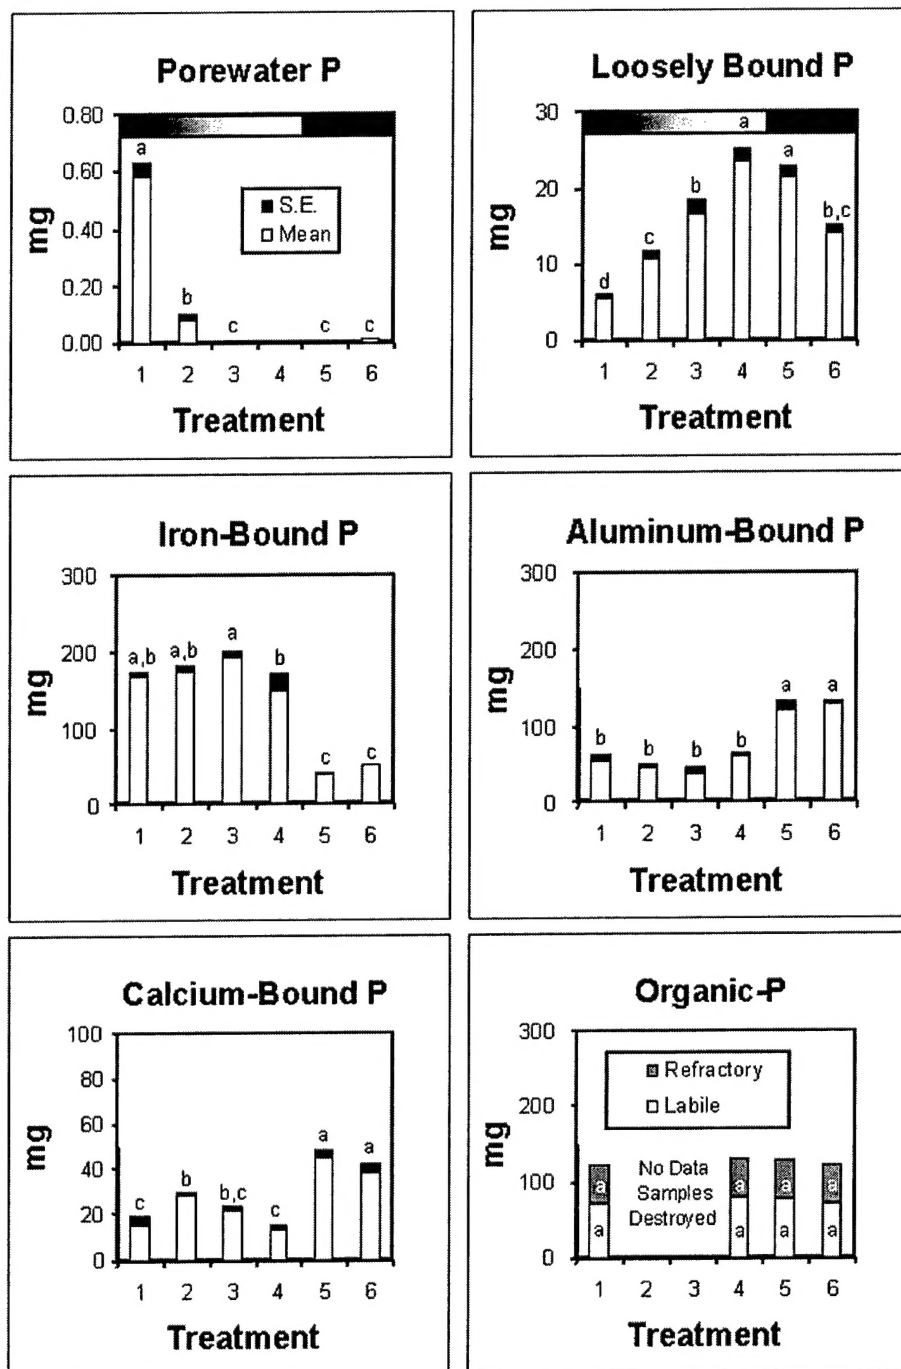 Porewater P
0.80
0.60
0.40
0.20
0.00
mg
a
b
c
c
c
S.E.
Mean
1 2 3 4 5 6
Treatment
Loosely Bound P
30
20
10
0
mg
d
c
b
a
a
b,c
1 2 3 4 5 6
Treatment
Iron-Bound P
300
200
100
0
mg
a,b
a,b
a
b
c
c
1 2 3 4 5 6
Treatment
Aluminum-Bound P
300
200
100
0
mg
b
b
b
b
a
a
1 2 3 4 5 6
Treatment
Calcium-Bound P
100
80
60
40
20
0
mg
c
b
b,c
c
a
a
1 2 3 4 5 6
Treatment
Organic-P
300
200
100
0
mg
Refractory
Labile
No Data
Samples
Destroyed
a a a a
a a a a
1 2 3 4 5 6
Treatment